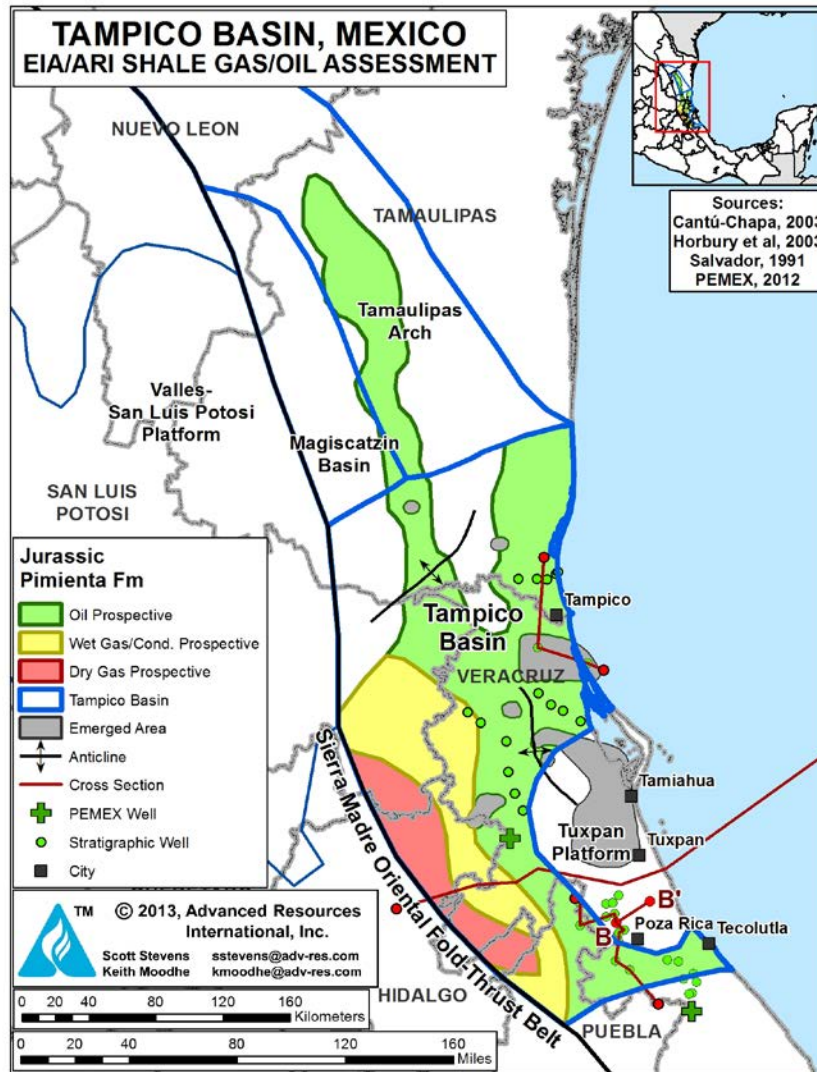 TAMPICO BASIN, MEXICO
EIA/ARI SHALE GAS/OIL ASSESSMENT
NUEVO LEON
TAMAULIPAS
Sources:
Cantú-Chapa, 2003
Horbury et al, 2003
Salvador, 1991
PEMEX, 2012
Tamaulipas
Arch
Valles-
San Luis Potosi
Platform
Magiscatzin
Basin
SAN LUIS
POTOSI
Jurassic
Pimienta Fm
Oil Prospective
Wet Gas/Cond. Prospective
Dry Gas Prospective
Tampico Basin
Emerged Area
Anticline
Cross Section
PEMEX Well
Stratigraphic Well
City
Tampico
Tampico
Basin
VERACRUZ
Tamiahua
Tuxpan
Platform
Tuxpan
Sierra Madre Oriental Fold-Thrust Belt
B'
B
Poza Rica
Tecolutla
HIDALGO
PUEBLA
TM
© 2013, Advanced Resources
International, Inc.
Scott Stevens sstevens@adv-res.com
Keith Moodhe kmoodhe@adv-res.com
0 20 40 80 120 160
Kilometers
0 20 40 80 120 160
Miles